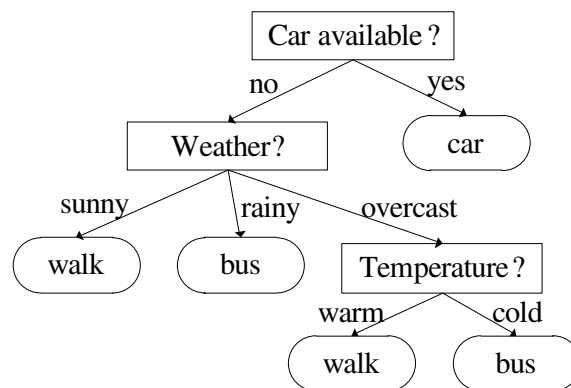 Car available?
no
yes
Weather?
car
sunny
rainy
overcast
walk
bus
Temperature?
warm
cold
walk
bus